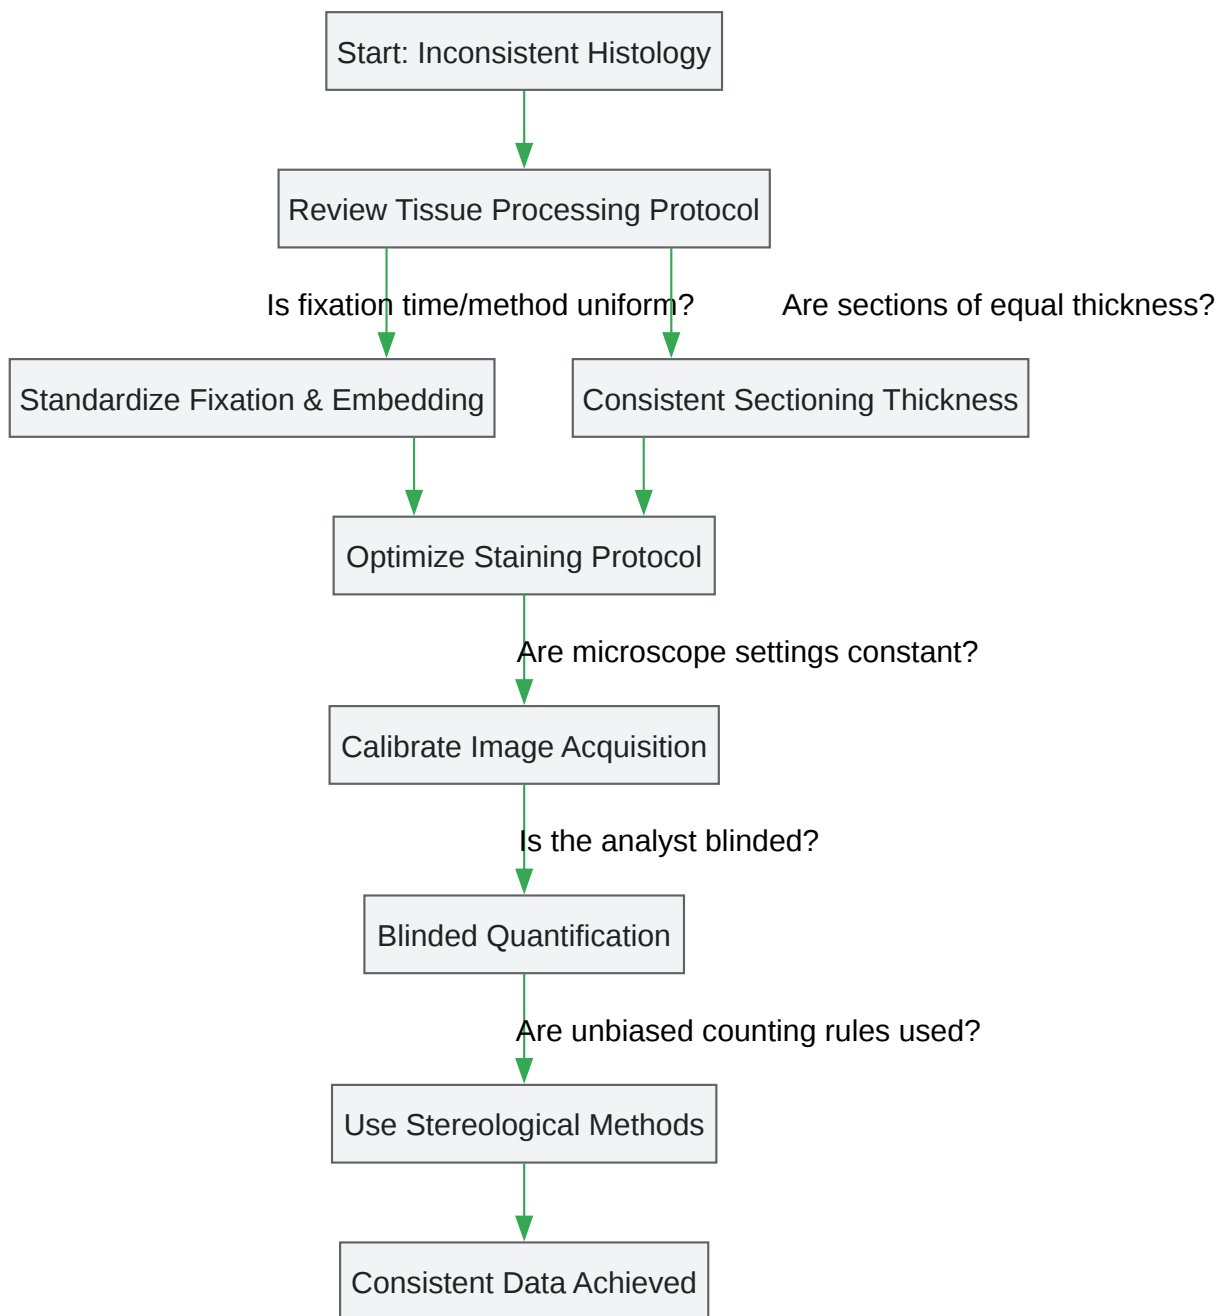 Start: Inconsistent Histology
Review Tissue Processing Protocol
Is fixation time/method uniform?
Are sections of equal thickness?
Standardize Fixation & Embedding
Consistent Sectioning Thickness
Optimize Staining Protocol
Are microscope settings constant?
Calibrate Image Acquisition
Is the analyst blinded?
Blinded Quantification
Are unbiased counting rules used?
Use Stereological Methods
Consistent Data Achieved